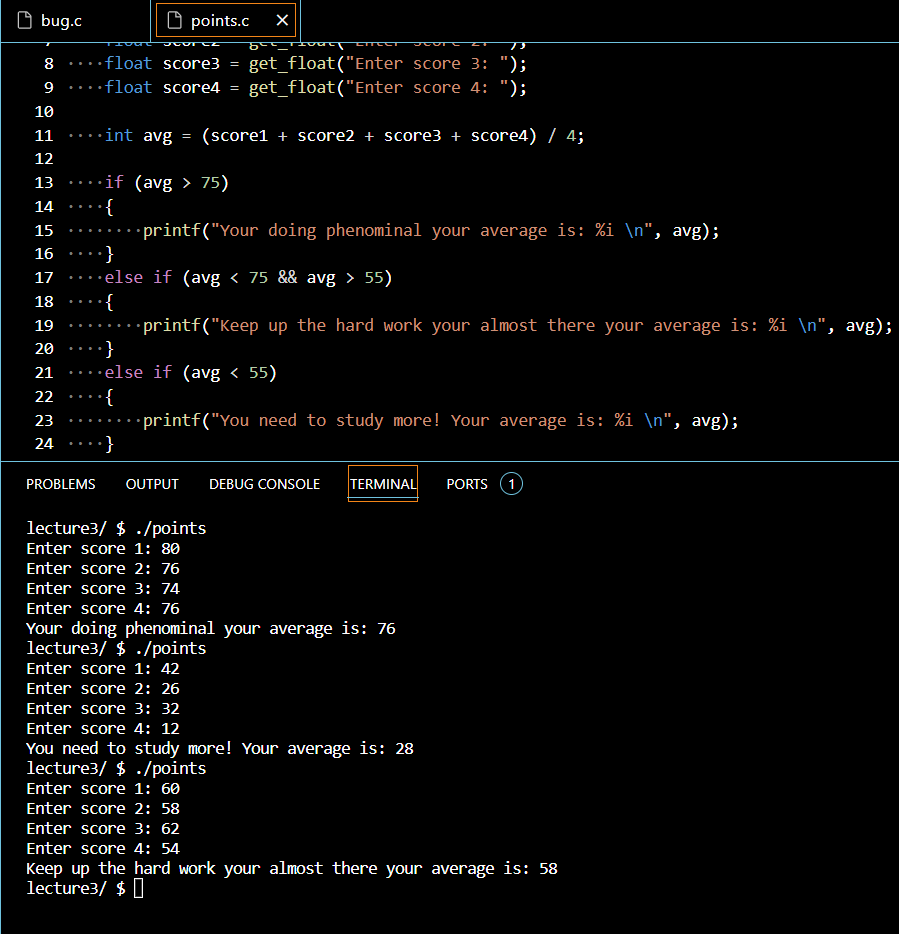 bug.c
points.c
7 float score2 = get_float("Enter score 2: ");
8 ····float score3 = get_float("Enter score 3: ");
9 ····float score4 = get_float("Enter score 4: ");
10
11 ····int avg = (score1 + score2 + score3 + score4) / 4;
12
13 ····if (avg > 75)
14 ····{
15 ········printf("Your doing phenominal your average is: %i \n", avg);
16 ····}
17 ····else if (avg < 75 && avg > 55)
18 ····{
19 ········printf("Keep up the hard work your almost there your average is: %i \n", avg);
20 ····}
21 ····else if (avg < 55)
22 ····{
23 ········printf("You need to study more! Your average is: %i \n", avg);
24 ····}
PROBLEMS OUTPUT DEBUG CONSOLE TERMINAL PORTS 1
lecture3/ $ ./points
Enter score 1: 80
Enter score 2: 76
Enter score 3: 74
Enter score 4: 76
Your doing phenominal your average is: 76
lecture3/ $ ./points
Enter score 1: 42
Enter score 2: 26
Enter score 3: 32
Enter score 4: 12
You need to study more! Your average is: 28
lecture3/ $ ./points
Enter score 1: 60
Enter score 2: 58
Enter score 3: 62
Enter score 4: 54
Keep up the hard work your almost there your average is: 58
lecture3/ $